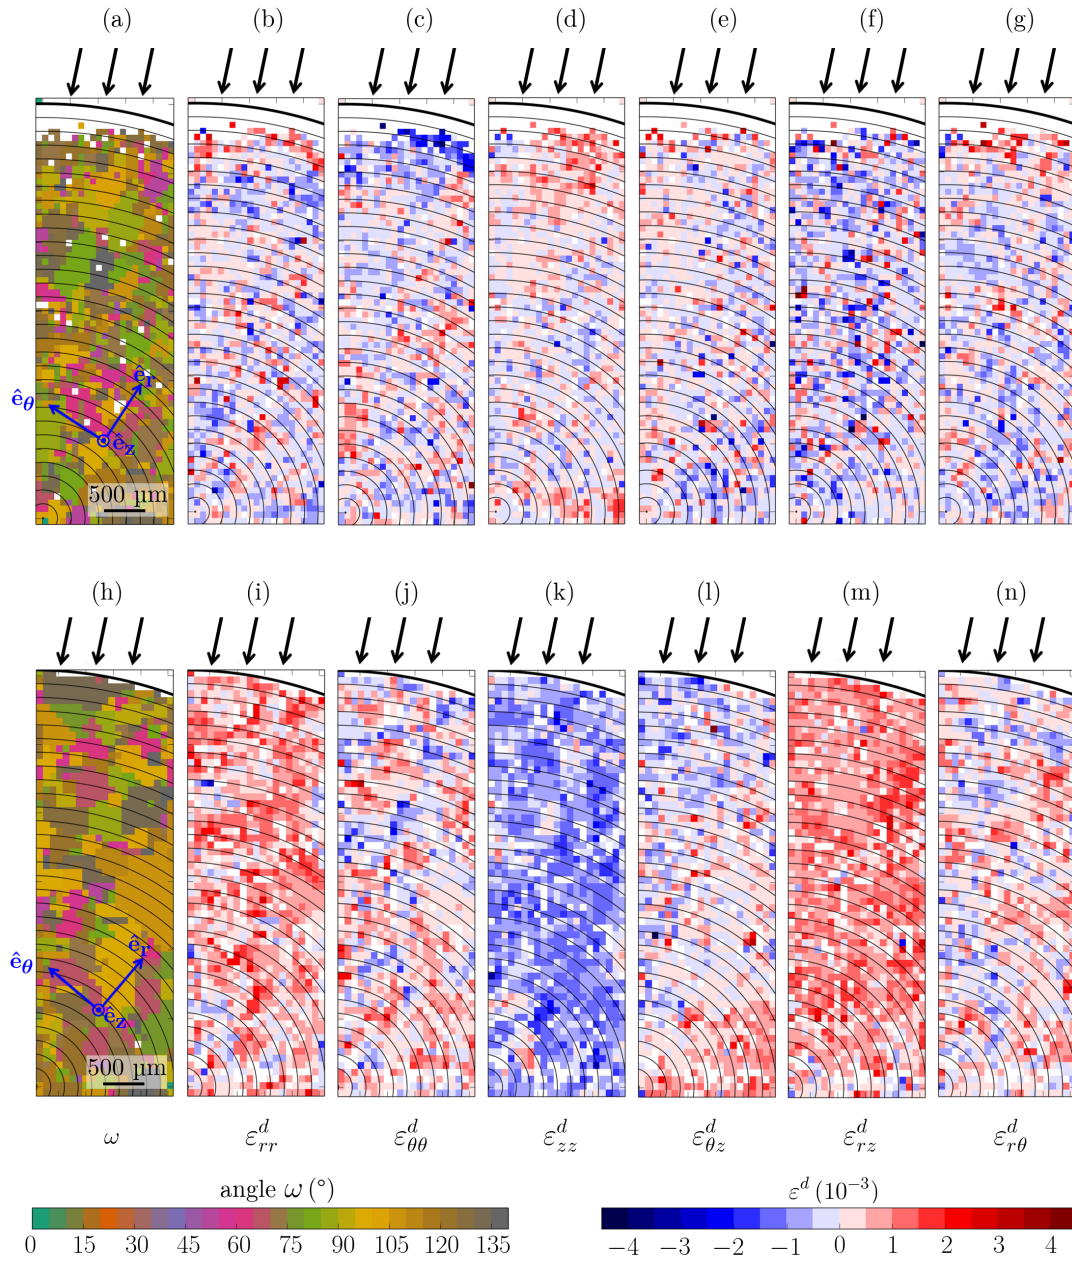 (a) (b) (c) (d) (e) (f) (g)
ê_r
ê_θ
ê_z
500 μm
(h) (i) (j) (k) (l) (m) (n)
ê_r
ê_θ
ê_z
500 μm
ω ε^d_rr ε^d_θθ ε^d_zz ε^d_θz ε^d_rz ε^d_rθ
angle ω (°) ε^d (10^−3)
0 15 30 45 60 75 90 105 120 135 −4 −3 −2 −1 0 1 2 3 4